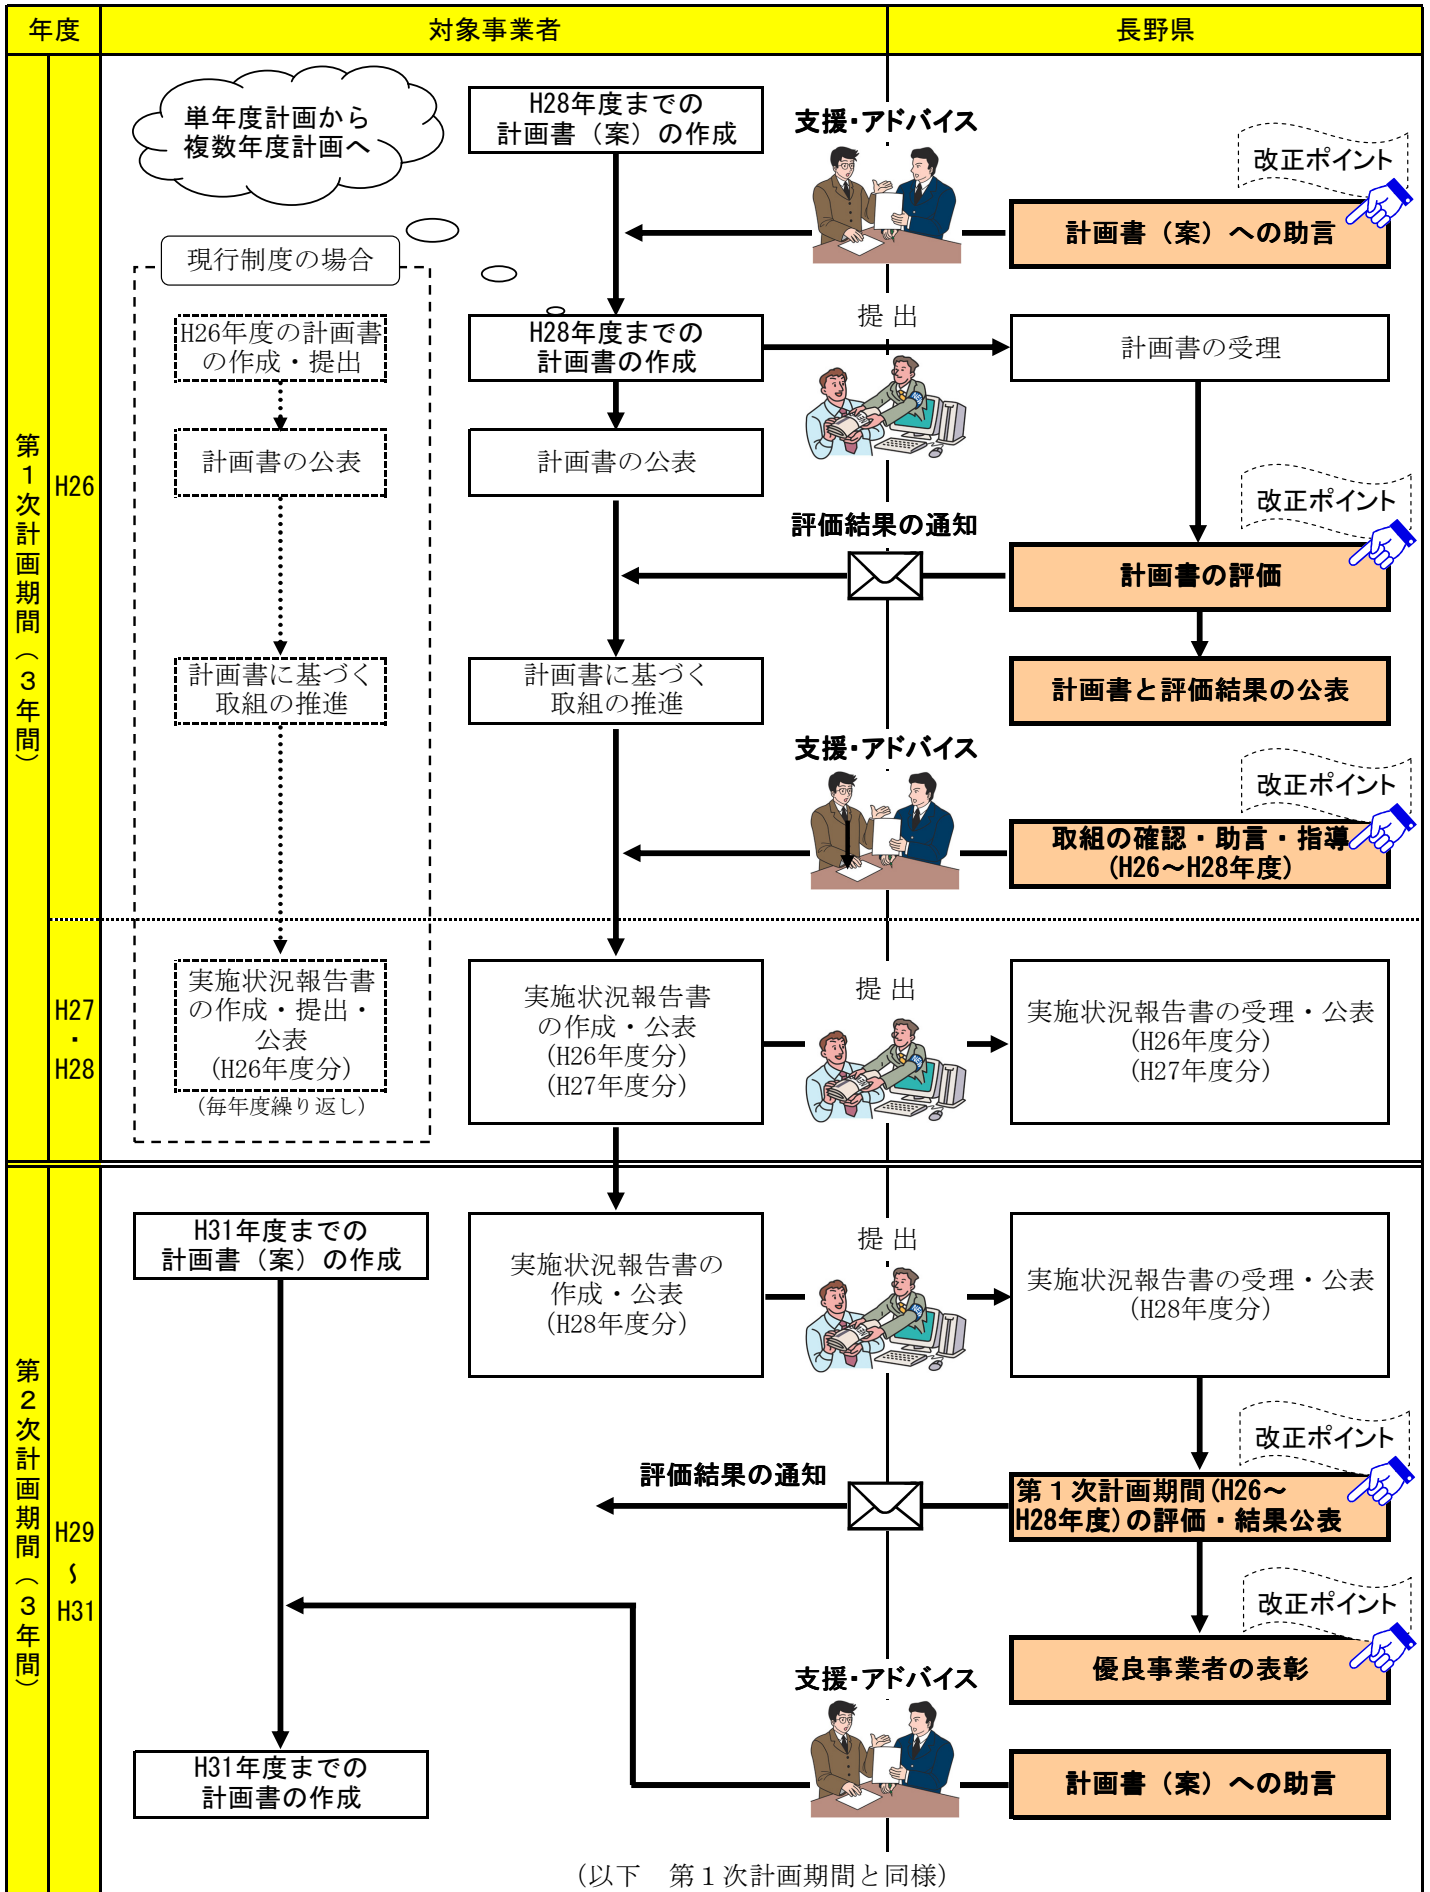 年度
対象事業者
長野県
第1次計画期間（3年間）
H26
単年度計画から
複数年度計画へ
H28年度までの
計画書（案）の作成
支援・アドバイス
改正ポイント
計画書（案）への助言
現行制度の場合
H26年度の計画書
の作成・提出
H28年度までの
計画書の作成
提 出
計画書の受理
計画書の公表
計画書の公表
改正ポイント
評価結果の通知
計画書の評価
計画書に基づく
取組の推進
計画書に基づく
取組の推進
計画書と評価結果の公表
支援・アドバイス
改正ポイント
取組の確認・助言・指導
(H26～H28年度)
H27
・
H28
実施状況報告書
の作成・提出・
公表
(H26年度分)
(毎年度繰り返し)
実施状況報告書
の作成・公表
(H26年度分)
(H27年度分)
提 出
実施状況報告書の受理・公表
(H26年度分)
(H27年度分)
第2次計画期間（3年間）
H29
～
H31
H31年度までの
計画書（案）の作成
実施状況報告書の
作成・公表
(H28年度分)
提 出
実施状況報告書の受理・公表
(H28年度分)
改正ポイント
評価結果の通知
第１次計画期間(H26～
H28年度)の評価・結果公表
改正ポイント
優良事業者の表彰
支援・アドバイス
H31年度までの
計画書の作成
計画書（案）への助言
(以下　第１次計画期間と同様)